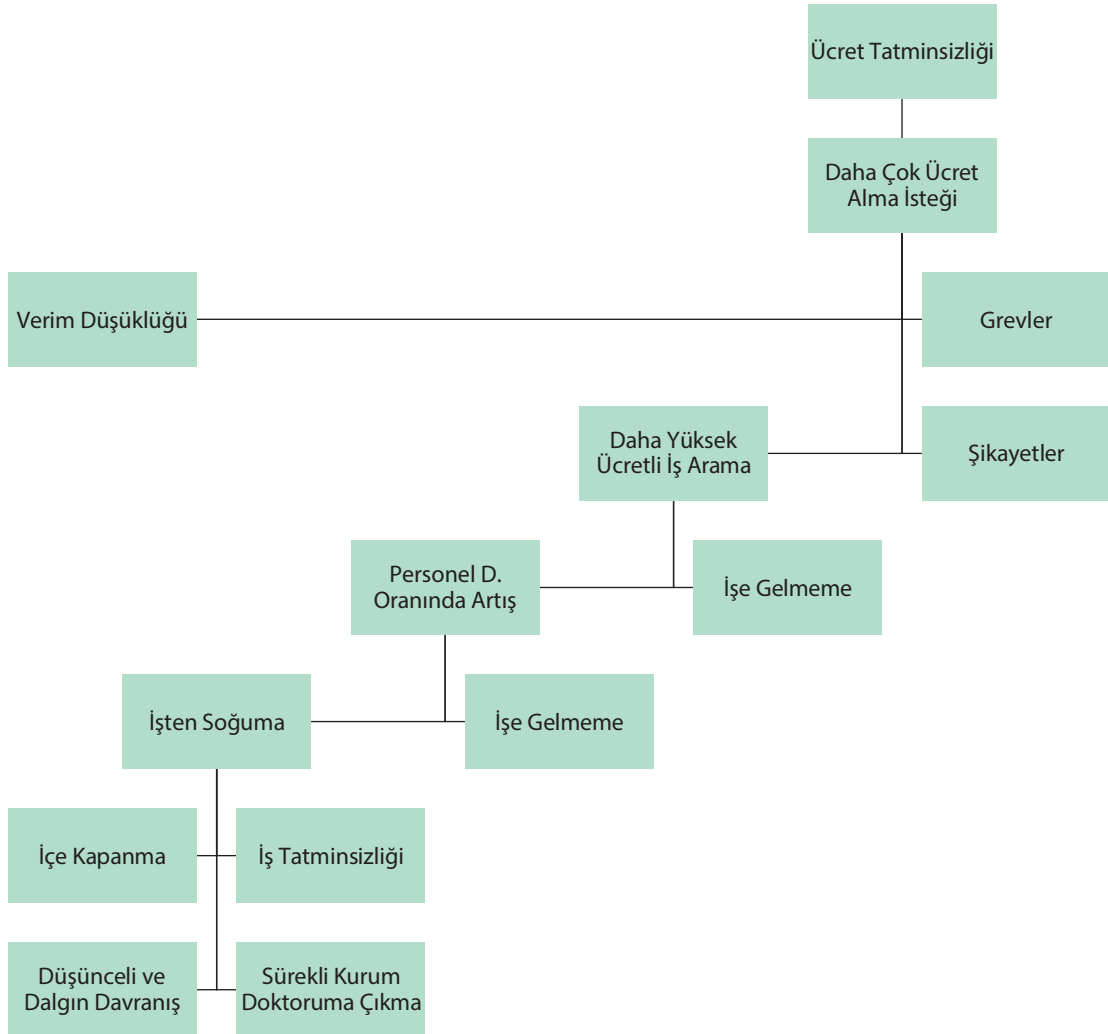 Ücret Tatminsizliği
Daha Çok Ücret
Alma İsteği
Verim Düşüklüğü
Grevler
Daha Yüksek
Ücretli İş Arama
Şikayetler
Personel D.
Oranında Artış
İşe Gelmeme
İşten Soğuma
İşe Gelmeme
İçe Kapanma
İş Tatminsizliği
Düşünceli ve
Dalgın Davranış
Sürekli Kurum
Doktoruma Çıkma